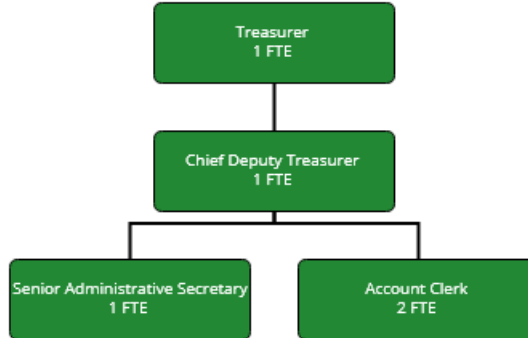 Treasurer
1 FTE
Chief Deputy Treasurer
1 FTE
Senior Administrative Secretary
1 FTE
Account Clerk
2 FTE